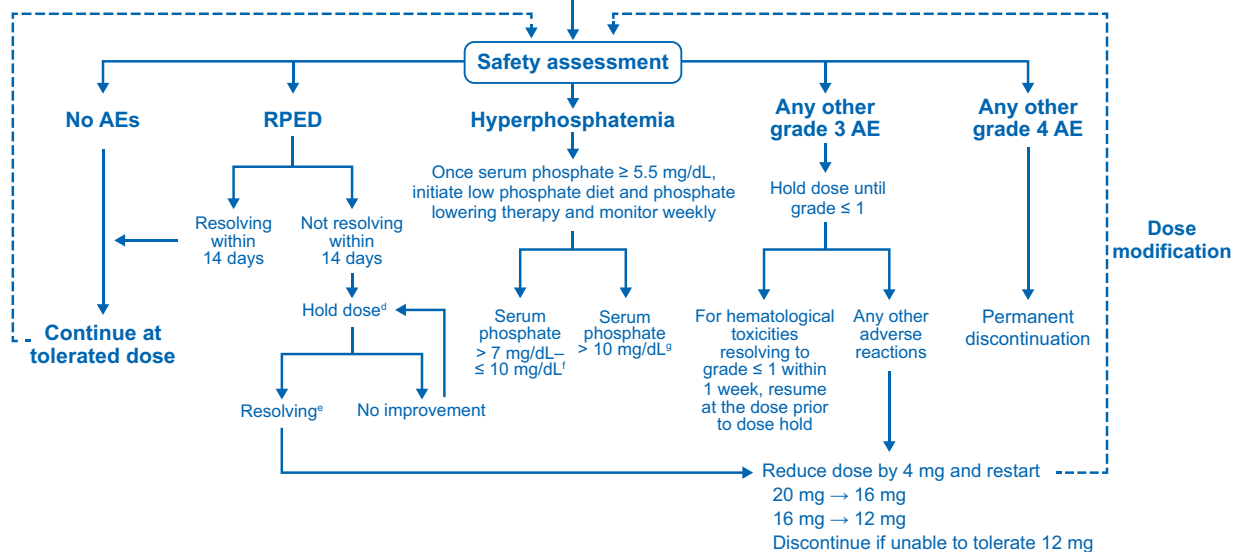 Safety assessment
No AEs
RPED
Hyperphosphatemia
Any other
grade 3 AE
Any other
grade 4 AE
Once serum phosphate ≥ 5.5 mg/dL,
initiate low phosphate diet and phosphate
lowering therapy and monitor weekly
Hold dose until
grade ≤ 1
Resolving
within
14 days
Not resolving
within
14 days
Dose
modification
Hold doseᵈ
Continue at
tolerated dose
Serum
phosphate
> 7 mg/dL–
≤ 10 mg/dLᶠ
Serum
phosphate
> 10 mg/dLᵍ
For hematological
toxicities
resolving to
grade ≤ 1 within
1 week, resume
at the dose prior
to dose hold
Any other
adverse
reactions
Permanent
discontinuation
Resolvingᵉ
No improvement
Reduce dose by 4 mg and restart
20 mg → 16 mg
16 mg → 12 mg
Discontinue if unable to tolerate 12 mg